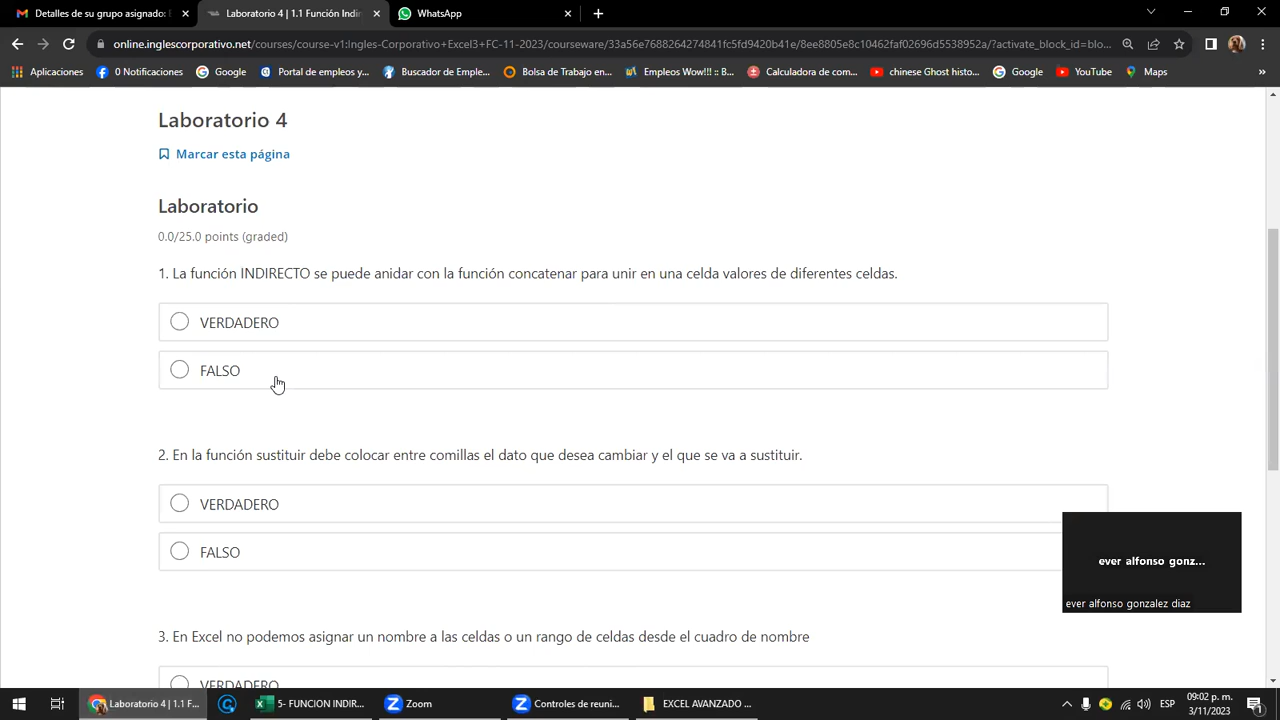 Detalles de su grupo asignado:
Laboratorio 4 | 1.1 Función Indir
WhatsApp
online.inglescorporativo.net/courses/course-v1:Ingles-Corporativo+Excel3+FC-11-2023/courseware/33a56e7688264274841fc5fd9420b41e/8ee8805e8c10462faf02696d5538952a/?activate_block_id=blo...
Aplicaciones
0 Notificaciones
Google
Portal de empleos y...
Buscador de Emple...
Bolsa de Trabajo en...
Empleos Wow!!! :: B...
Calculadora de com...
chinese Ghost histo...
Google
YouTube
Maps
»
Laboratorio 4
Marcar esta página
Laboratorio
0.0/25.0 points (graded)
1. La función INDIRECTO se puede anidar con la función concatenar para unir en una celda valores de diferentes celdas.
VERDADERO
FALSO
2. En la función sustituir debe colocar entre comillas el dato que desea cambiar y el que se va a sustituir.
VERDADERO
FALSO
ever alfonso gonz...
ever alfonso gonzalez diaz
3. En Excel no podemos asignar un nombre a las celdas o un rango de celdas desde el cuadro de nombre
VERDADERO
Laboratorio 4 | 1.1 F...
5- FUNCION INDIR...
Zoom
Controles de reuni...
EXCEL AVANZADO ...
ESP
09:02 p. m.
3/11/2023
1